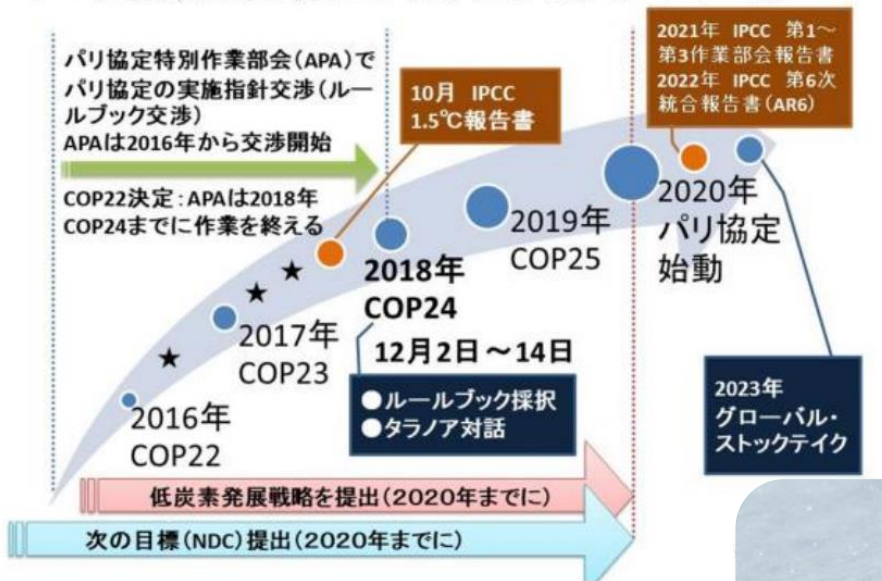 パリ協定特別作業部会(APA)で
パリ協定の実施指針交渉(ルー
ルブック交渉)
APAは2016年から交渉開始
COP22決定:APAは2018年
COP24までに作業を終える
10月 IPCC
1.5℃報告書
2021年 IPCC 第1~
第3作業部会報告書
2022年 IPCC 第6次
統合報告書(AR6)
2016年
COP22
2017年
COP23
2018年
COP24
12月2日~14日
●ルールブック採択
●タラノア対話
2019年
COP25
2020年
パリ協定
始動
2023年
グローバル・
ストックテイク
低炭素発展戦略を提出(2020年までに)
次の目標(NDC)提出(2020年までに)